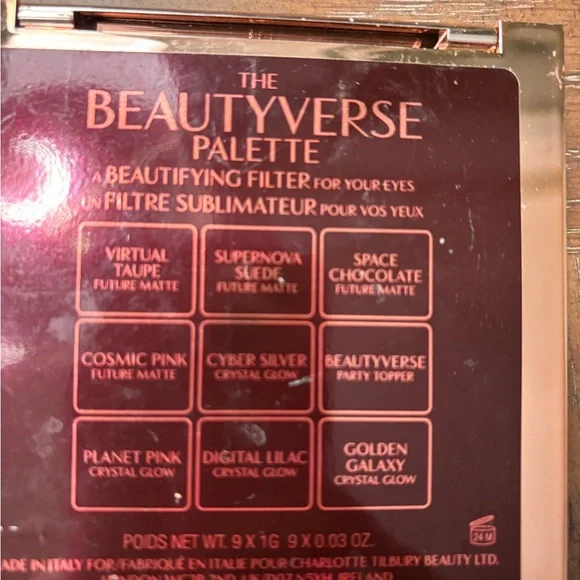 THE
BEAUTYVERSE
PALETTE
A BEAUTIFYING FILTER FOR YOUR EYES
UN FILTRE SUBLIMATEUR POUR VOS YEUX
VIRTUAL
TAUPE
FUTURE MATTE
SUPERNOVA
SUEDE
FUTURE MATTE
SPACE
CHOCOLATE
FUTURE MATTE
COSMIC PINK
FUTURE MATTE
CYBER SILVER
CRYSTAL GLOW
BEAUTYVERSE
PARTY TOPPER
PLANET PINK
CRYSTAL GLOW
DIGITAL LILAC
CRYSTAL GLOW
GOLDEN
GALAXY
CRYSTAL GLOW
POIDS NET WT. 9 X 1G 9 X 0.03 OZ.
24 M
ADE IN ITALY FOR/FABRIQUÉ EN ITALIE POUR CHARLOTTE TILBURY BEAUTY LTD.
IRELAND